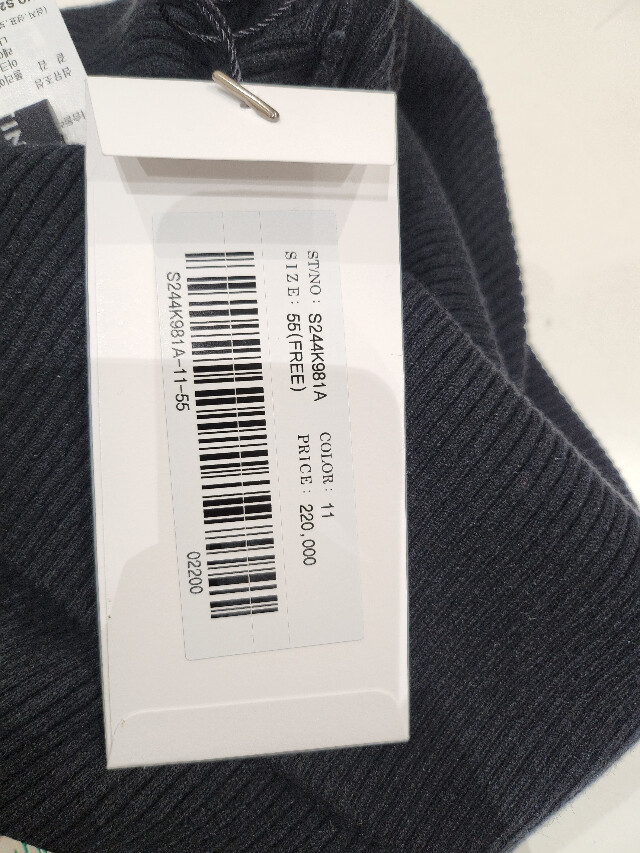 ST/NO: S244K981A COLOR: 11
SIZE: 55(FREE) PRICE: 220,000
S244K981A-11-55 02200